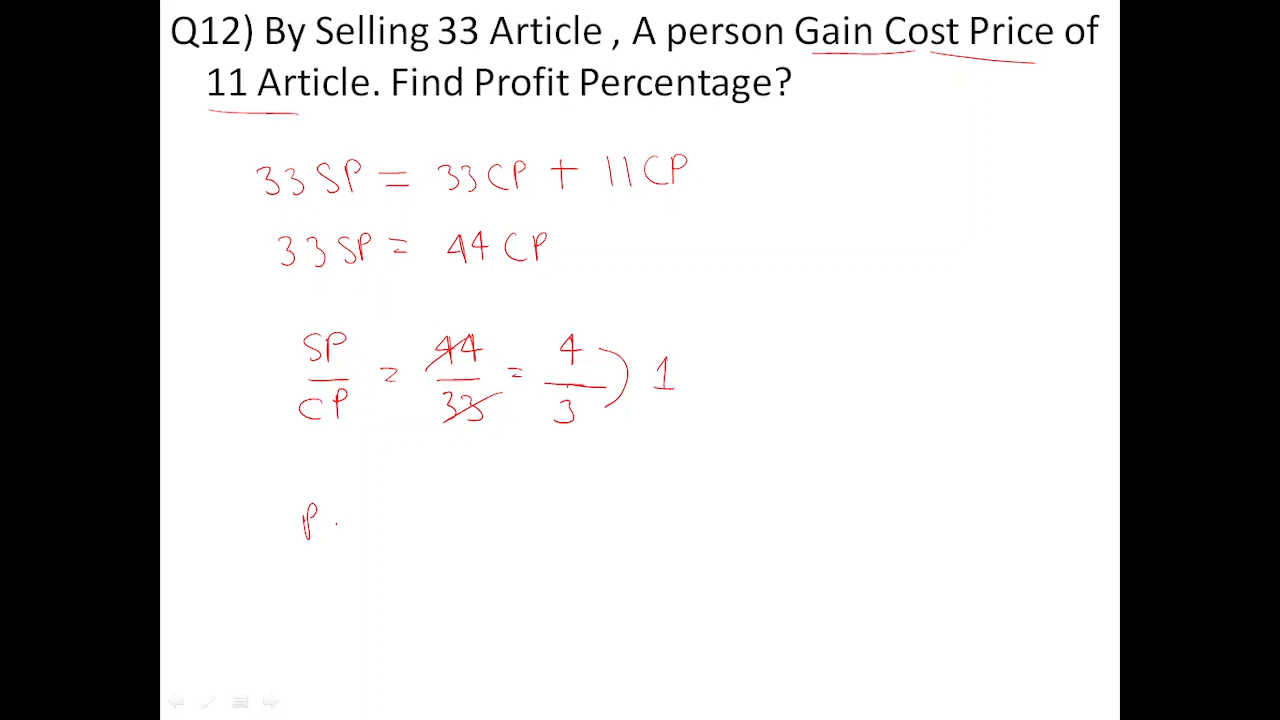 Q12) By Selling 33 Article , A person Gain Cost Price of
11 Article. Find Profit Percentage?
33 SP = 33 CP + 11 CP
33 SP = 44 CP
SP/CP = 44/33 = 4/3 ) 1
P .